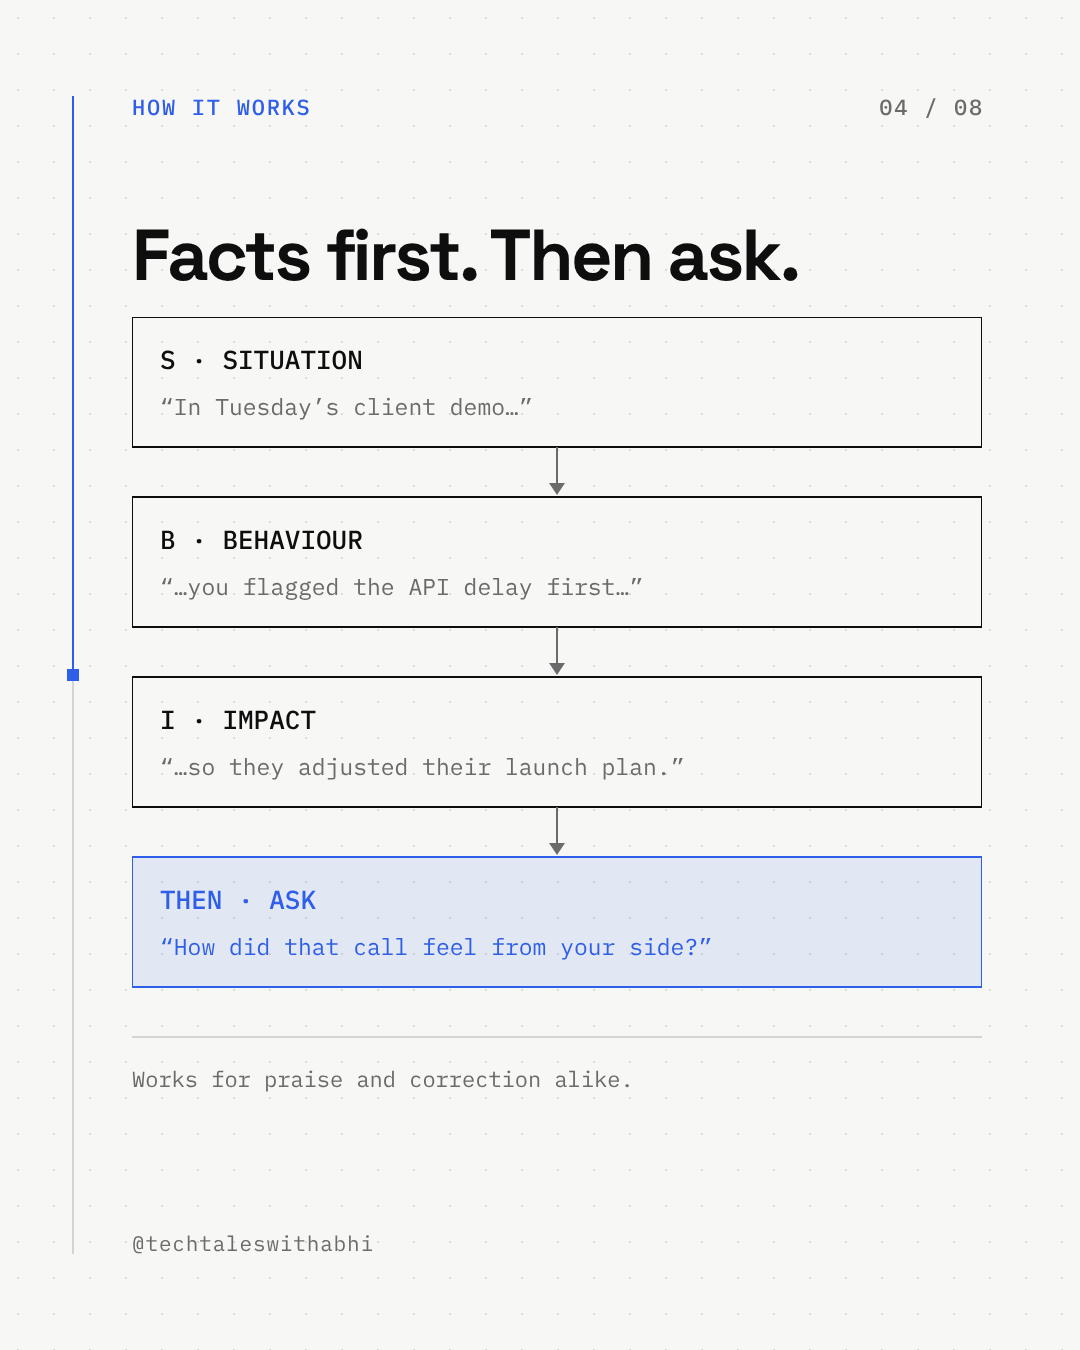 HOW IT WORKS
04 / 08
Facts first. Then ask.
S · SITUATION
“In Tuesday’s client demo…”
B · BEHAVIOUR
“…you flagged the API delay first…”
I · IMPACT
“…so they adjusted their launch plan.”
THEN · ASK
“How did that call feel from your side?”
Works for praise and correction alike.
@techtaleswithabhi